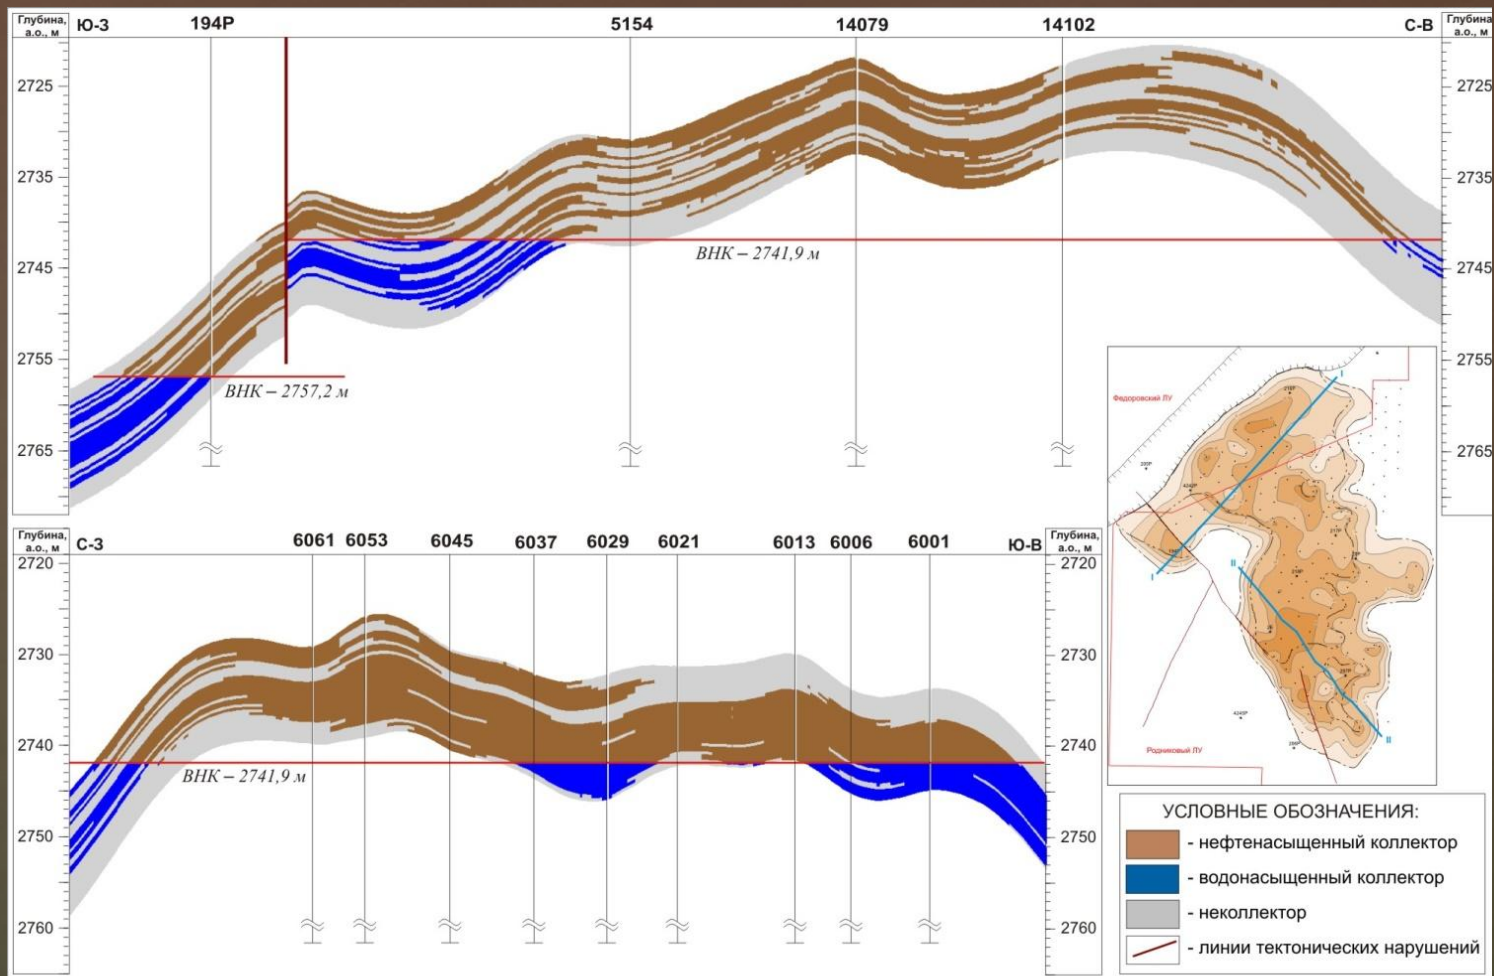 Глубина, а.о., м
Ю-З 194Р 5154 14079 14102 С-В
Глубина, а.о., м
2725
2735
2745
2755
2765
2725
2735
2745
2755
2765
ВНК – 2741,9 м
ВНК – 2757,2 м
Глубина, а.о., м
С-З 6061 6053 6045 6037 6029 6021 6013 6006 6001 Ю-В
Глубина, а.о., м
2720
2730
2740
2750
2760
2720
2730
2740
2750
2760
ВНК – 2741,9 м
Федоровский ЛУ
I
I
II
II
Родниковый ЛУ
УСЛОВНЫЕ ОБОЗНАЧЕНИЯ:
- нефтенасыщенный коллектор
- водонасыщенный коллектор
- неколлектор
- линии тектонических нарушений